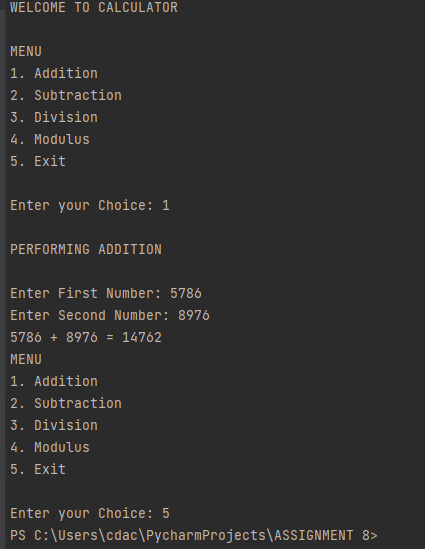 WELCOME TO CALCULATOR
MENU
1. Addition
2. Subtraction
3. Division
4. Modulus
5. Exit
Enter your Choice: 1
PERFORMING ADDITION
Enter First Number: 5786
Enter Second Number: 8976
5786 + 8976 = 14762
MENU
1. Addition
2. Subtraction
3. Division
4. Modulus
5. Exit
Enter your Choice: 5
PS C:\Users\cdac\PycharmProjects\ASSIGNMENT 8>